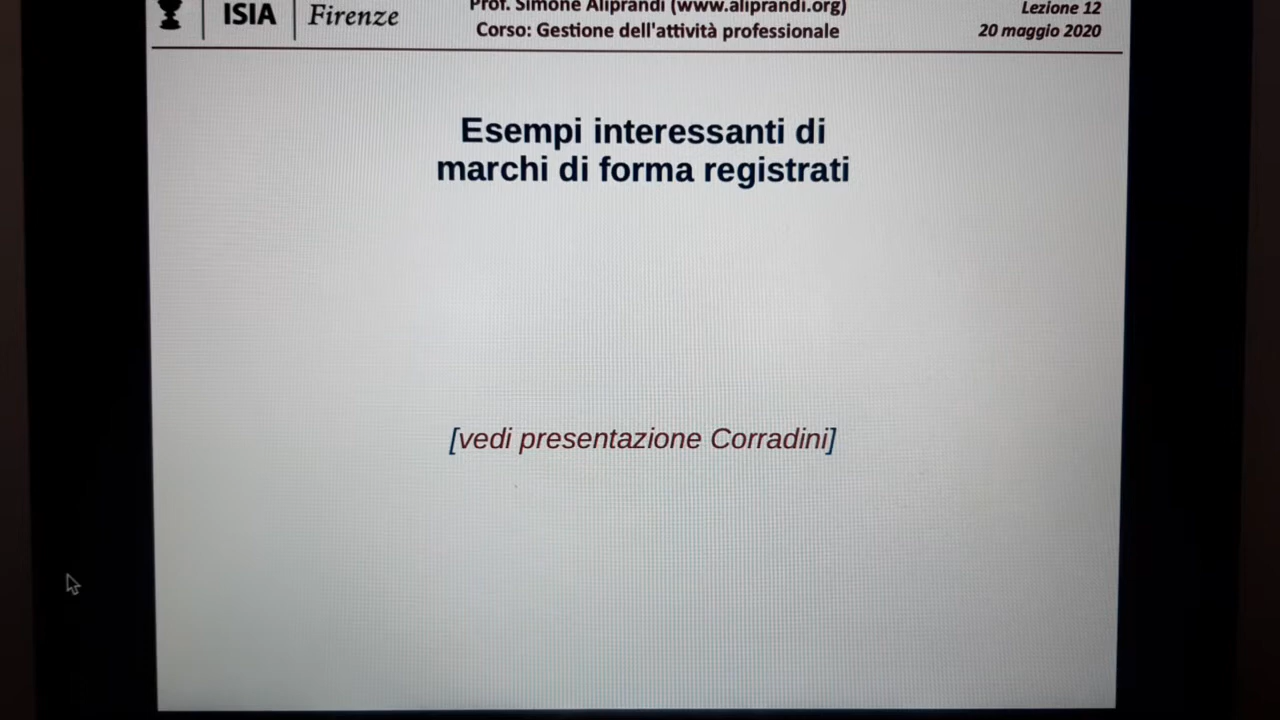 ISIA Firenze
Prof. Simone Aliprandi (www.aliprandi.org)
Corso: Gestione dell'attività professionale
Lezione 12
20 maggio 2020
Esempi interessanti di
marchi di forma registrati
[vedi presentazione Corradini]